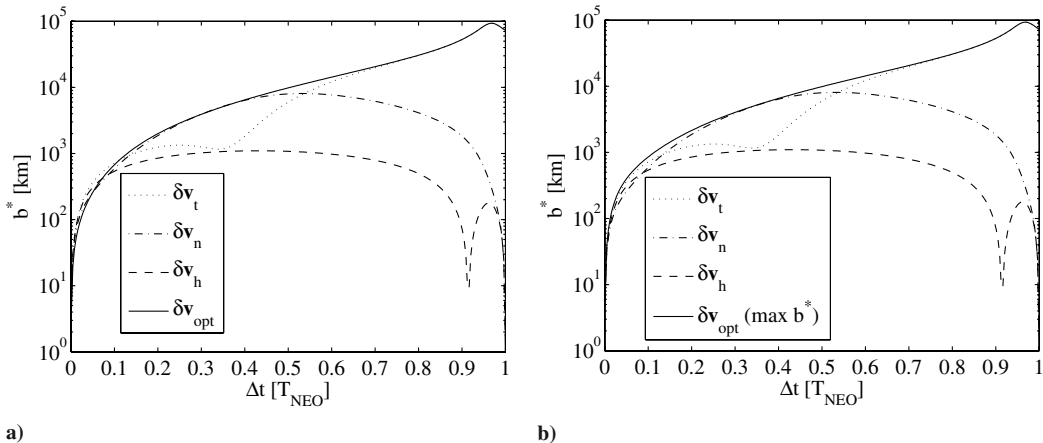 10^5
10^4
10^3
10^2
10^1
10^0
b^* [km]
δv_t
δv_n
δv_h
δv_opt
0 0.1 0.2 0.3 0.4 0.5 0.6 0.7 0.8 0.9 1
Δt [T_NEO]
a)
10^5
10^4
10^3
10^2
10^1
10^0
b^* [km]
δv_t
δv_n
δv_h
δv_opt (max b^*)
0 0.1 0.2 0.3 0.4 0.5 0.6 0.7 0.8 0.9 1
Δt [T_NEO]
b)